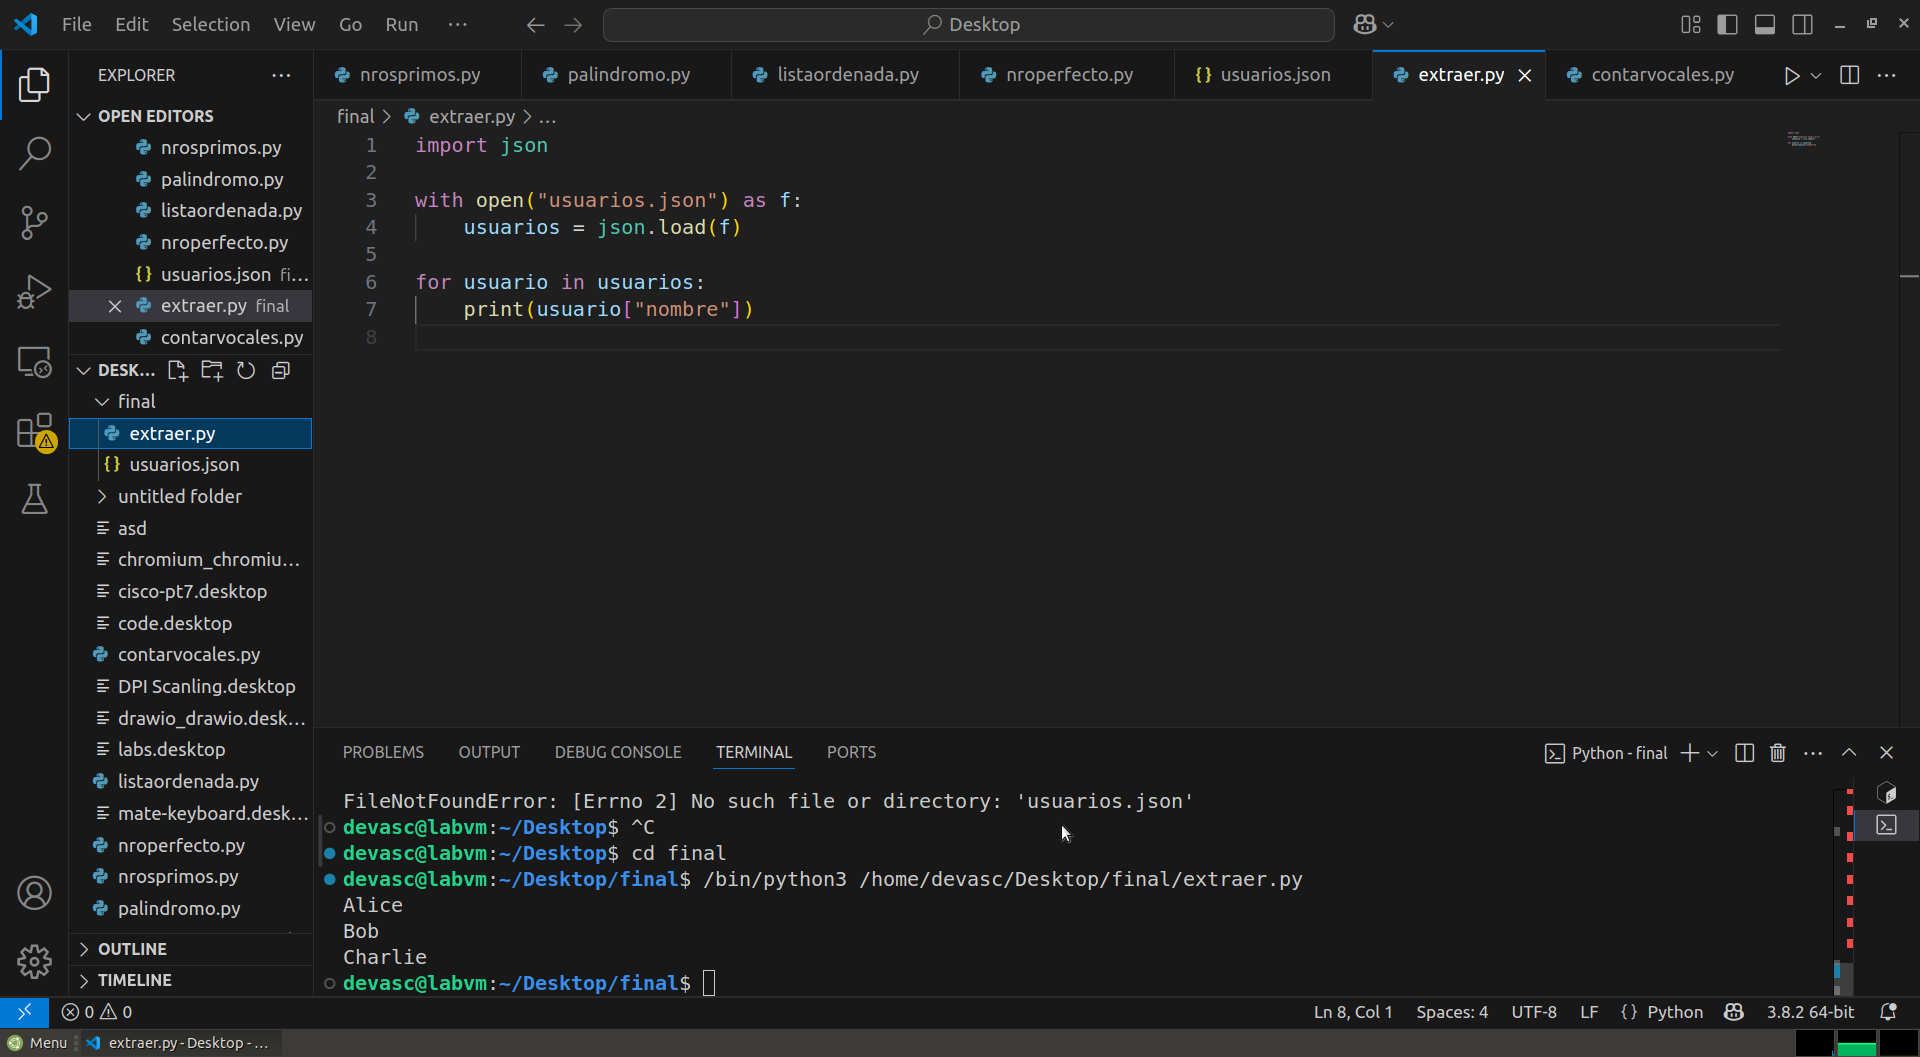 File Edit Selection View Go Run ··· Desktop
EXPLORER ···
OPEN EDITORS
nrosprimos.py
palindromo.py
listaordenada.py
nroperfecto.py
{} usuarios.json fi...
extraer.py final
contarvocales.py
DESK...
final
extraer.py
{} usuarios.json
untitled folder
asd
chromium_chromiu...
cisco-pt7.desktop
code.desktop
contarvocales.py
DPI Scanling.desktop
drawio_drawio.desk...
labs.desktop
listaordenada.py
mate-keyboard.desk...
nroperfecto.py
nrosprimos.py
palindromo.py
OUTLINE
TIMELINE
nrosprimos.py palindromo.py listaordenada.py nroperfecto.py {} usuarios.json extraer.py contarvocales.py ···
final > extraer.py > ...
1 import json
2
3 with open("usuarios.json") as f:
4     usuarios = json.load(f)
5
6 for usuario in usuarios:
7     print(usuario["nombre"])
8
PROBLEMS OUTPUT DEBUG CONSOLE TERMINAL PORTS Python - final ···
FileNotFoundError: [Errno 2] No such file or directory: 'usuarios.json'
devasc@labvm:~/Desktop$ ^C
devasc@labvm:~/Desktop$ cd final
devasc@labvm:~/Desktop/final$ /bin/python3 /home/devasc/Desktop/final/extraer.py
Alice
Bob
Charlie
devasc@labvm:~/Desktop/final$
0 0 Ln 8, Col 1 Spaces: 4 UTF-8 LF {} Python 3.8.2 64-bit
Menu extraer.py - Desktop - ...